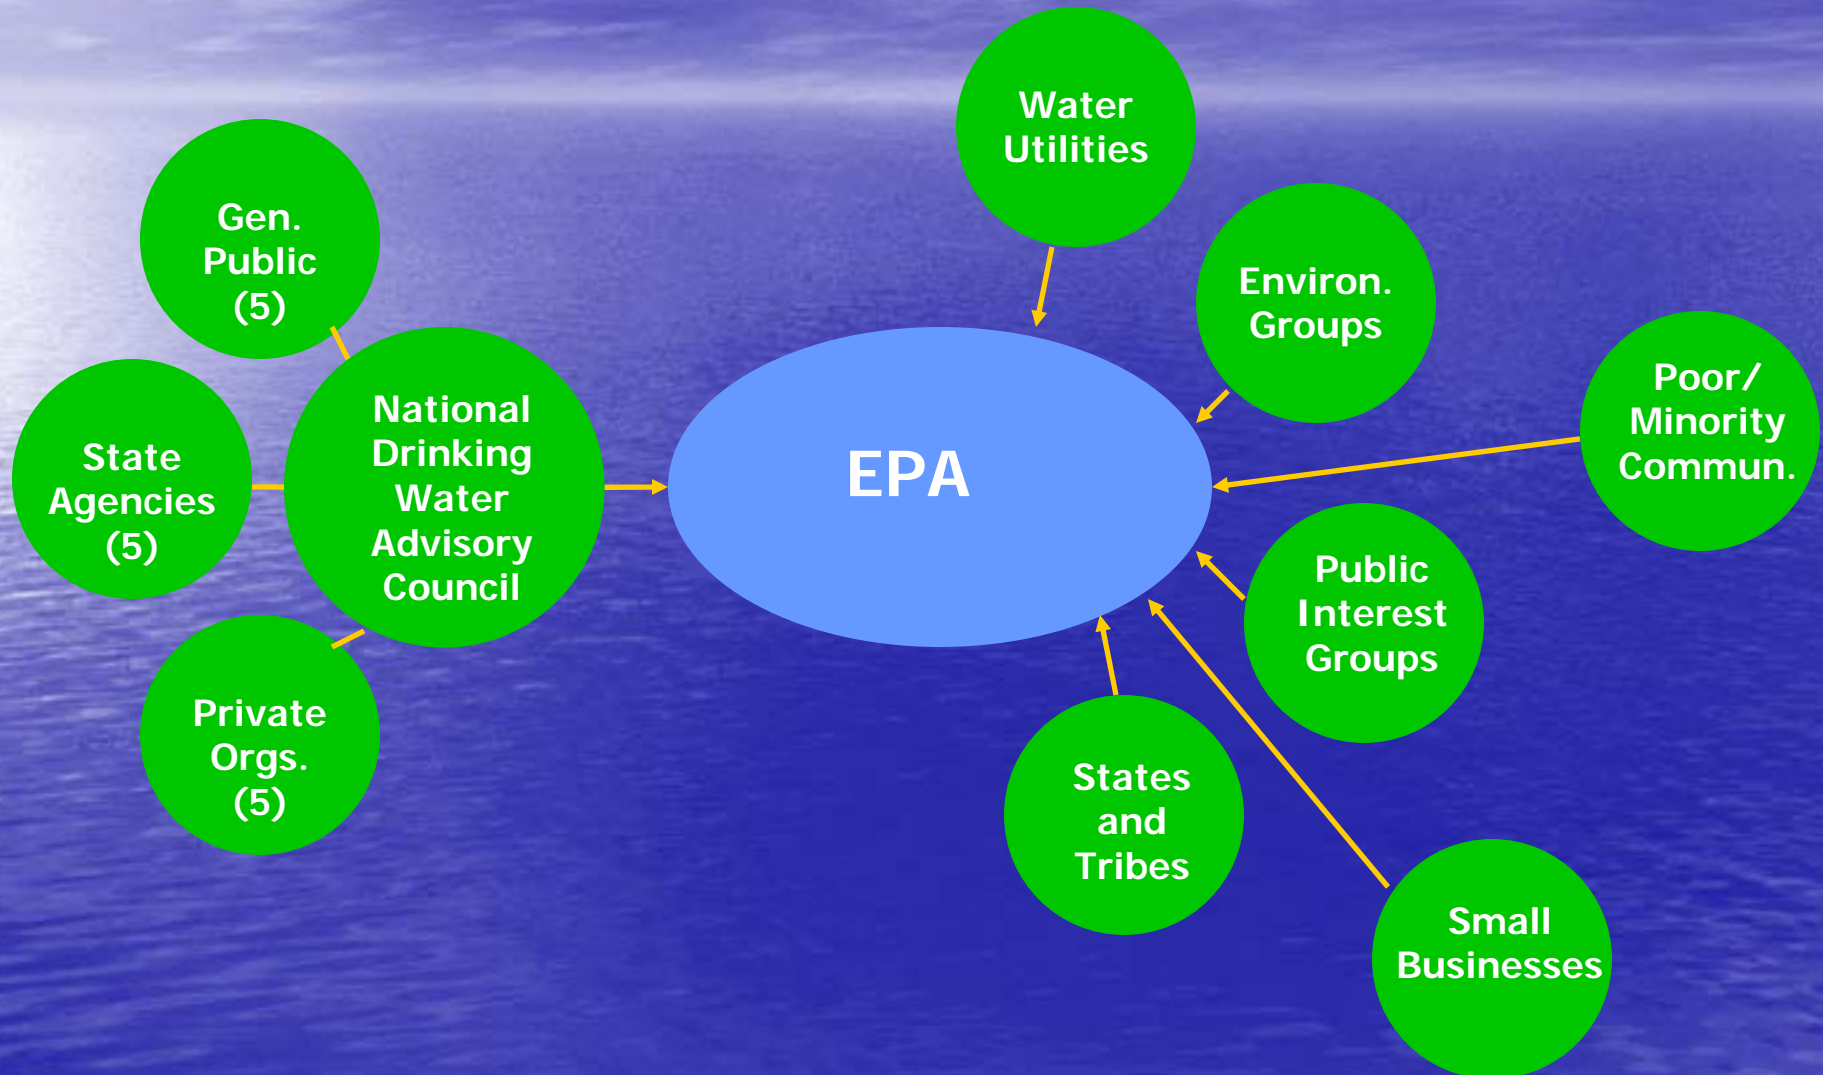 Water
Utilities
Gen.
Public
(5)
Environ.
Groups
Poor/
Minority
Commun.
State
Agencies
(5)
National
Drinking
Water
Advisory
Council
EPA
Public
Interest
Groups
Private
Orgs.
(5)
States
and
Tribes
Small
Businesses